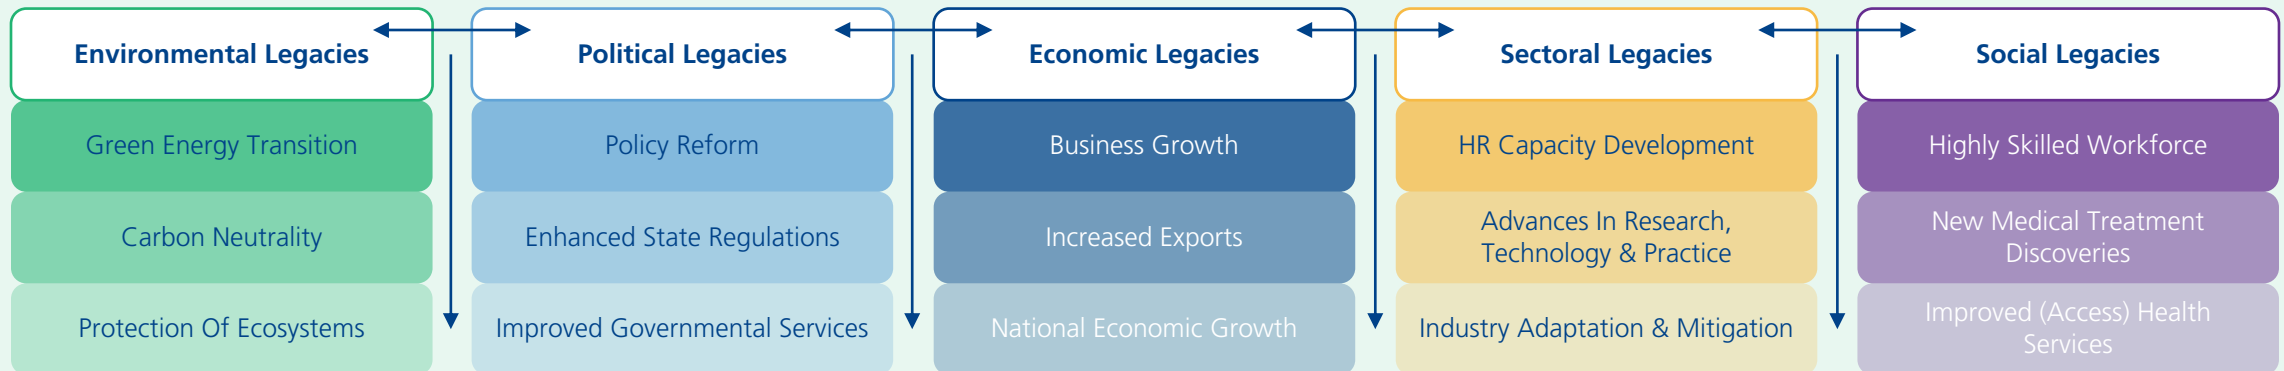 Environmental Legacies
Green Energy Transition
Carbon Neutrality
Protection Of Ecosystems
Political Legacies
Policy Reform
Enhanced State Regulations
Improved Governmental Services
Economic Legacies
Business Growth
Increased Exports
National Economic Growth
Sectoral Legacies
HR Capacity Development
Advances In Research,
Technology & Practice
Industry Adaptation & Mitigation
Social Legacies
Highly Skilled Workforce
New Medical Treatment
Discoveries
Improved (Access) Health
Services